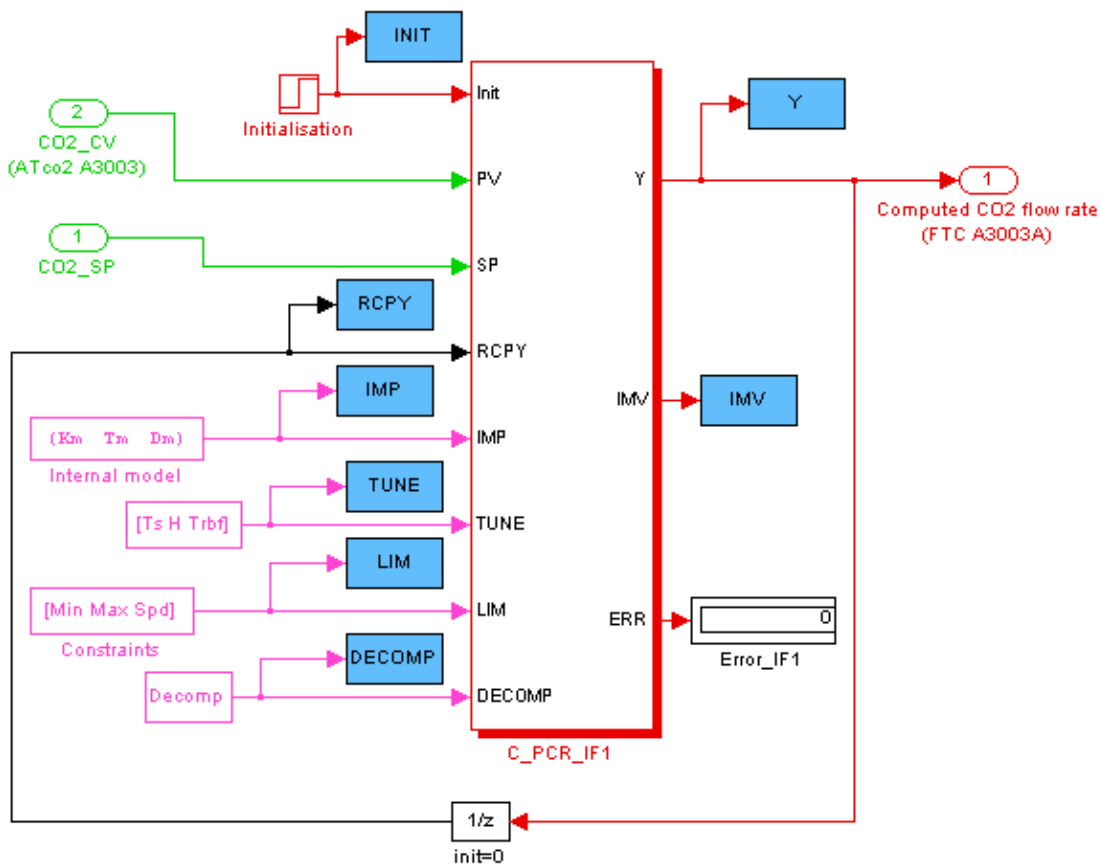 INIT
Init
Initialisation
2
CO2_CV
(ATco2 A3003)
PV
Y
Y
1
Computed CO2 flow rate
(FTC A3003A)
1
CO2_SP
SP
RCPY
RCPY
IMP
IMV
IMV
(Km Tm Dm)
IMP
Internal model
TUNE
[Ts H Trbf]
TUNE
LIM
[Min Max Spd]
LIM
ERR
0
Constraints
Error_IF1
DECOMP
Decomp
DECOMP
C_PCR_IF1
1/z
init=0